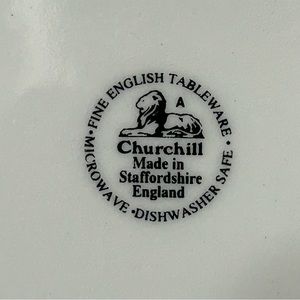 • FINE ENGLISH TABLEWARE •
A
Churchill
Made in
Staffordshire
England
MICROWAVE • DISHWASHER SAFE